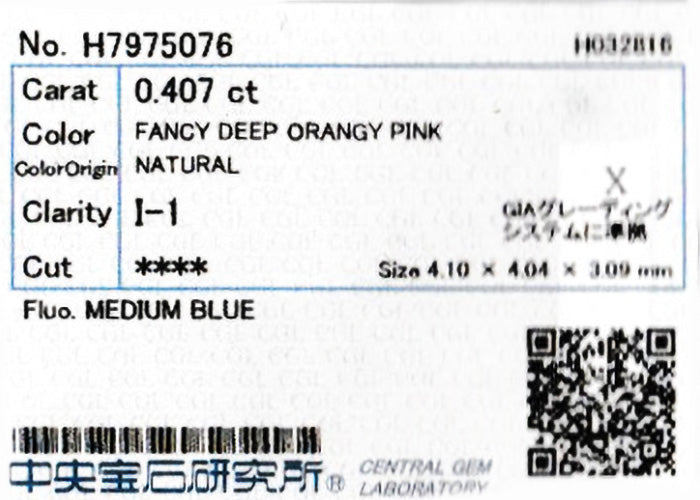 No. H7975076 H032816
Carat 0.407 ct
Color FANCY DEEP ORANGY PINK
ColorOrigin NATURAL
X
Clarity I-1 GIAグレーディング
システムに準拠
Cut **** Size 4.10 × 4.04 × 3.09 mm
Fluo. MEDIUM BLUE
中央宝石研究所® CENTRAL GEM
LABORATORY